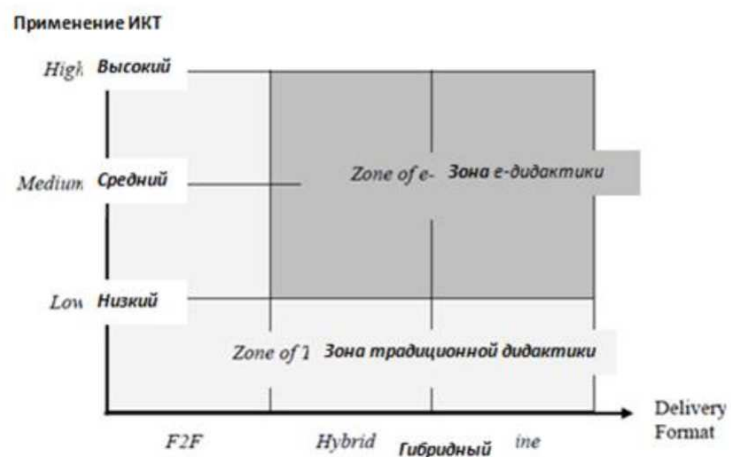 Применение ИКТ
High Высокий
Medium Средний
Zone of e- Зона е-дидактики
Low Низкий
Zone of Зона традиционной дидактики
Delivery
Format
F2F Hybrid Гибридный ine